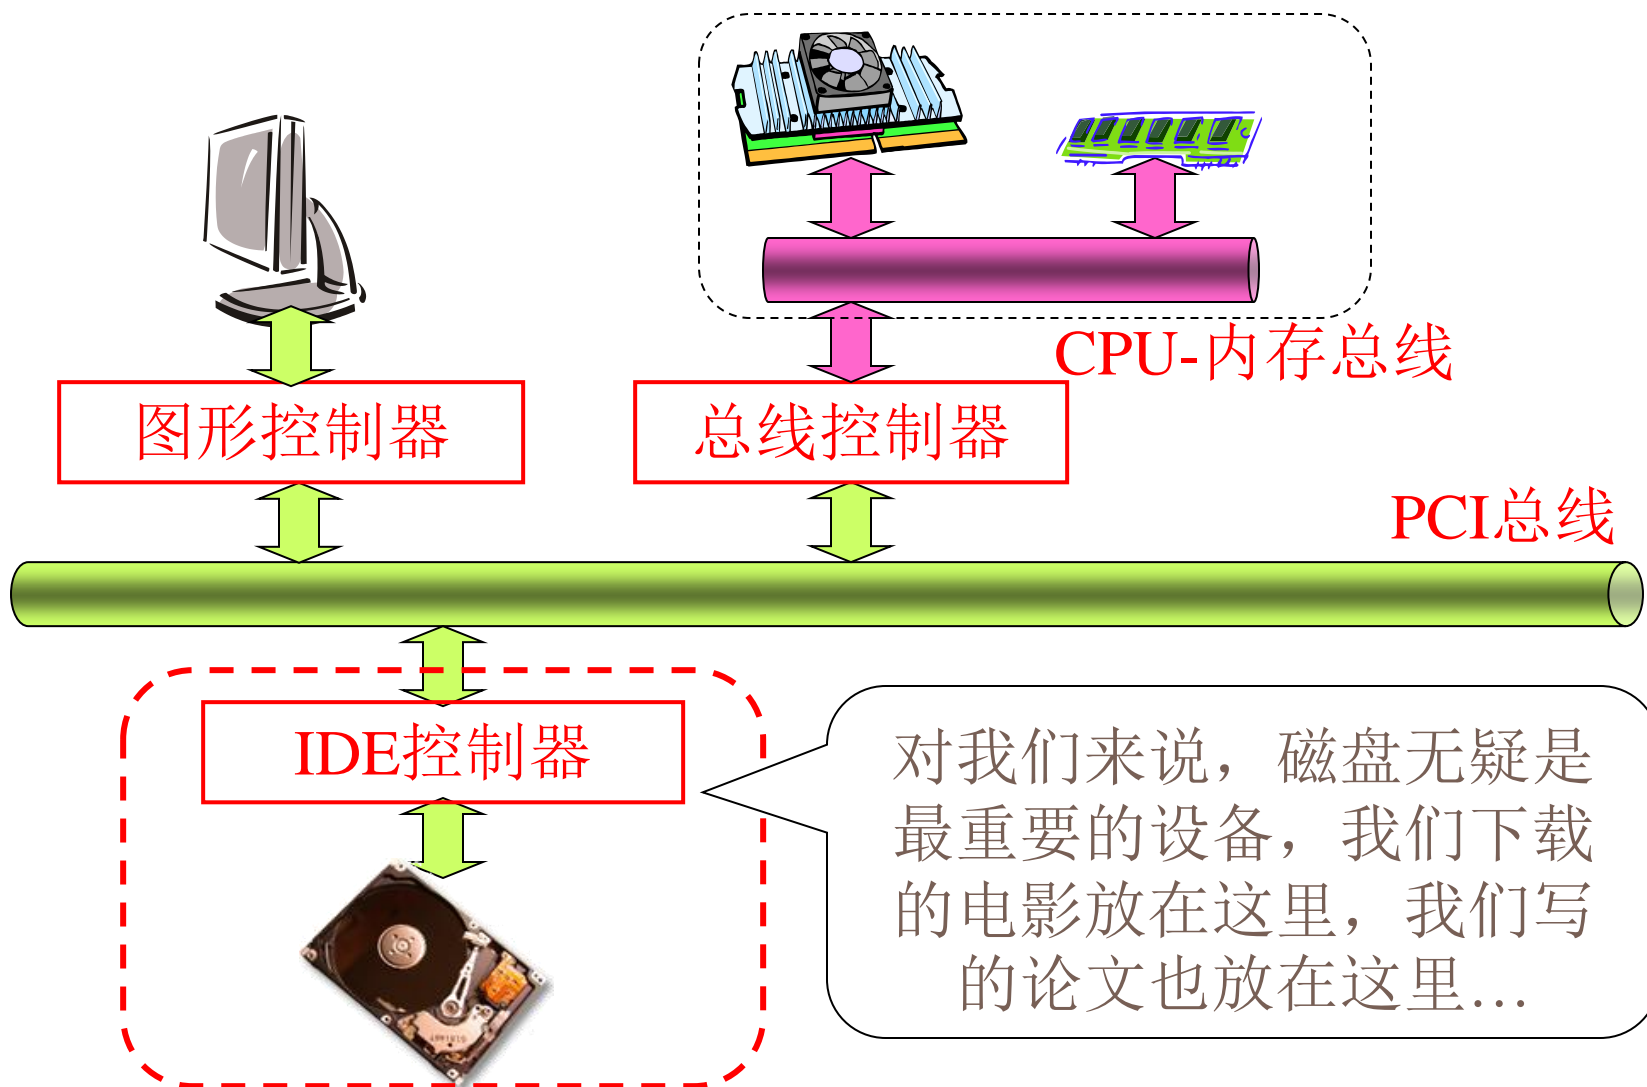 CPU-内存总线
图形控制器
总线控制器
PCI总线
IDE控制器
对我们来说，磁盘无疑是
最重要的设备，我们下载
的电影放在这里，我们写
的论文也放在这里…